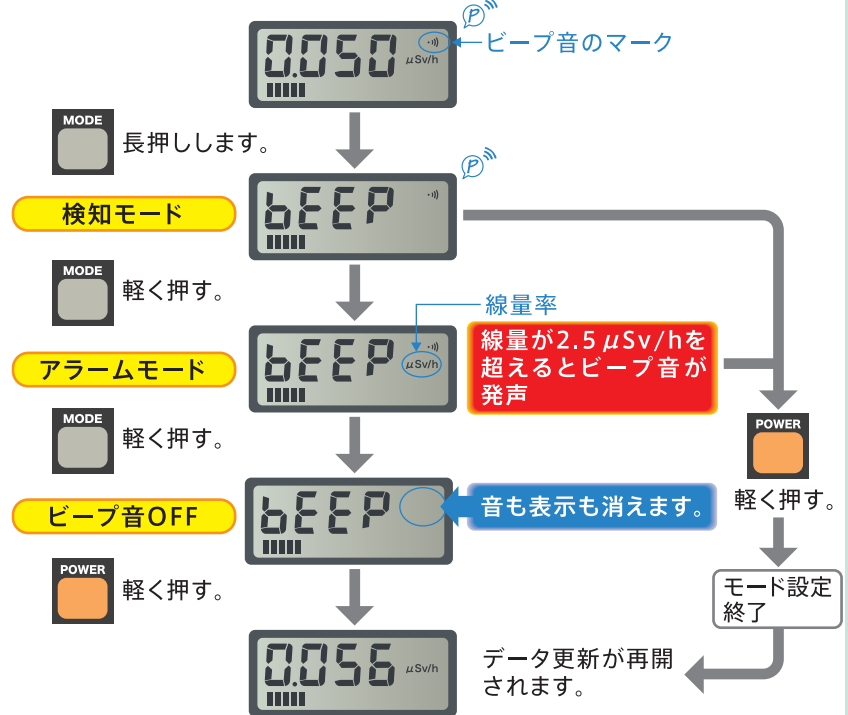 0.050 μSv/h
ビープ音のマーク
MODE
長押しします。
検知モード
bEEP
MODE
軽く押す。
線量率
アラームモード
bEEP μSv/h
線量が2.5μSv/hを
超えるとビープ音が
発声
MODE
軽く押す。
POWER
軽く押す。
ビープ音OFF
bEEP
音も表示も消えます。
POWER
軽く押す。
モード設定
終了
0.056 μSv/h
データ更新が再開
されます。